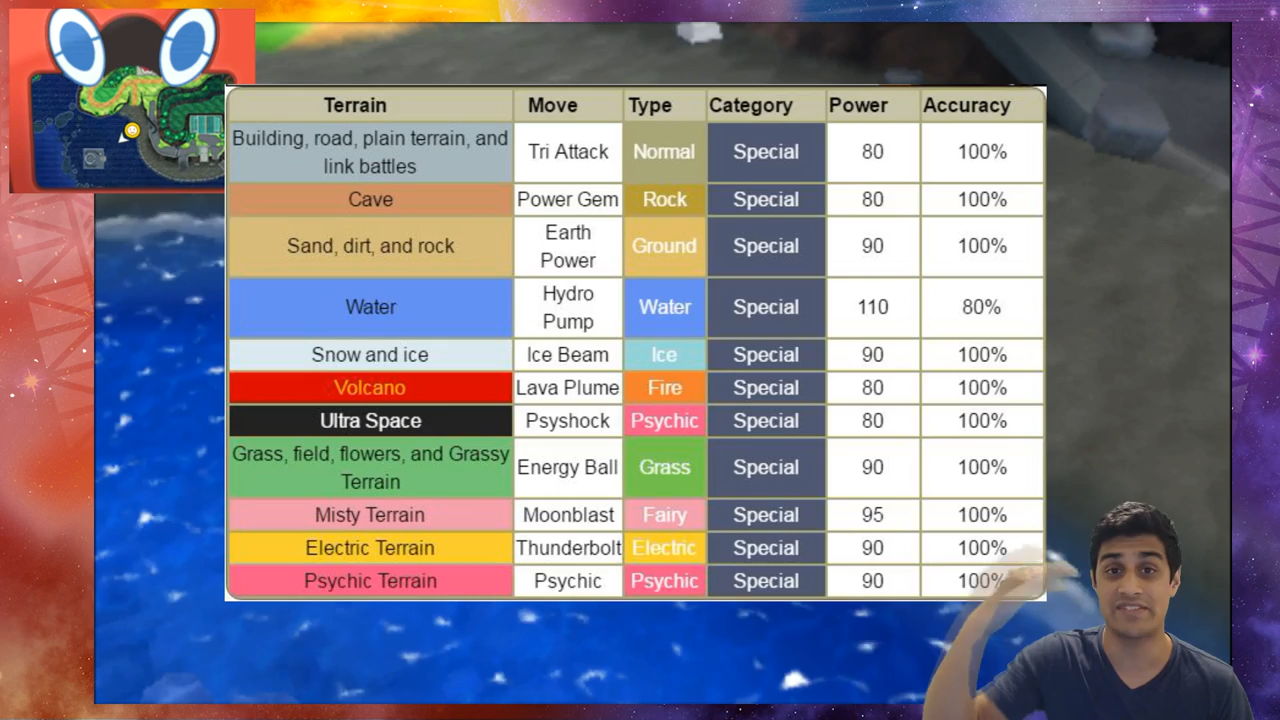 Terrain Move Type Category Power Accuracy
Building, road, plain terrain, and
link battles Tri Attack Normal Special 80 100%
Cave Power Gem Rock Special 80 100%
Sand, dirt, and rock Earth
Power Ground Special 90 100%
Water Hydro
Pump Water Special 110 80%
Snow and ice Ice Beam Ice Special 90 100%
Volcano Lava Plume Fire Special 80 100%
Ultra Space Psyshock Psychic Special 80 100%
Grass, field, flowers, and Grassy
Terrain Energy Ball Grass Special 90 100%
Misty Terrain Moonblast Fairy Special 95 100%
Electric Terrain Thunderbolt Electric Special 90 100%
Psychic Terrain Psychic Psychic Special 90 100%